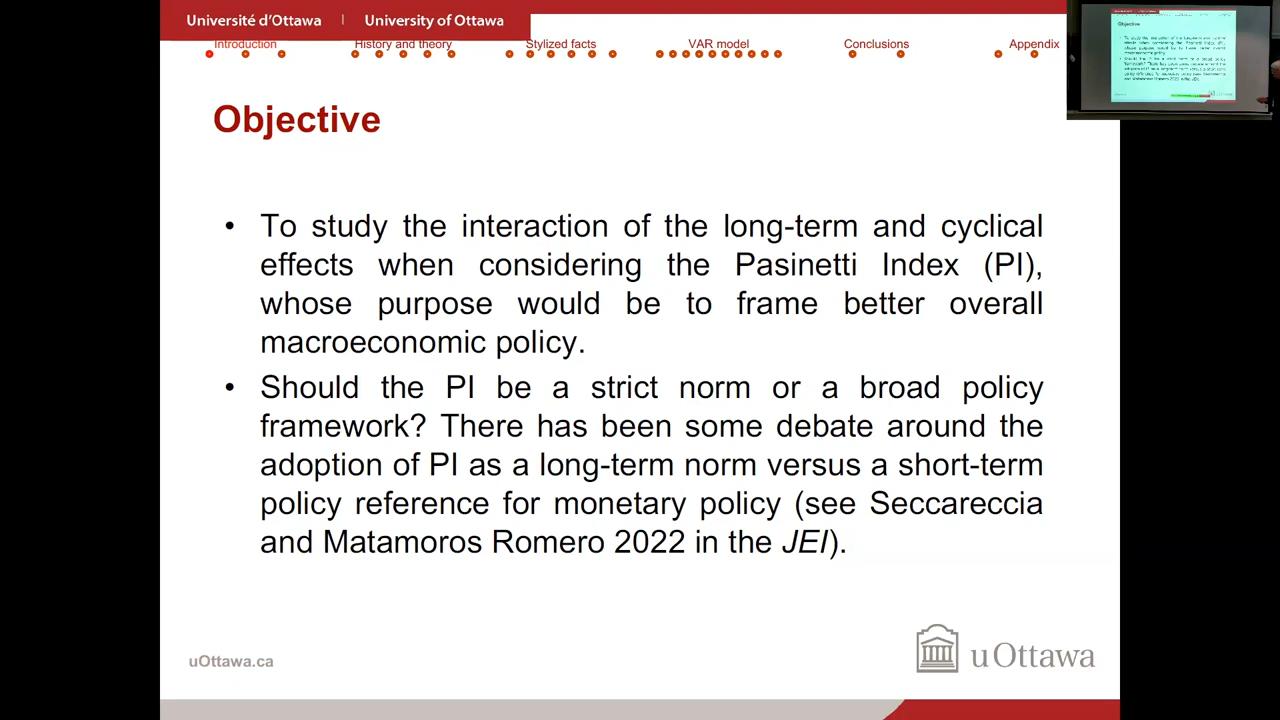 Université d'Ottawa | University of Ottawa
Introduction History and theory Stylized facts VAR model Conclusions Appendix
Objective
• To study the interaction of the long-term and cyclical
effects when considering the Pasinetti Index (PI),
whose purpose would be to frame better overall
macroeconomic policy.
• Should the PI be a strict norm or a broad policy
framework? There has been some debate around the
adoption of PI as a long-term norm versus a short-term
policy reference for monetary policy (see Seccareccia
and Matamoros Romero 2022 in the JEI).
uOttawa.ca
uOttawa
Objective